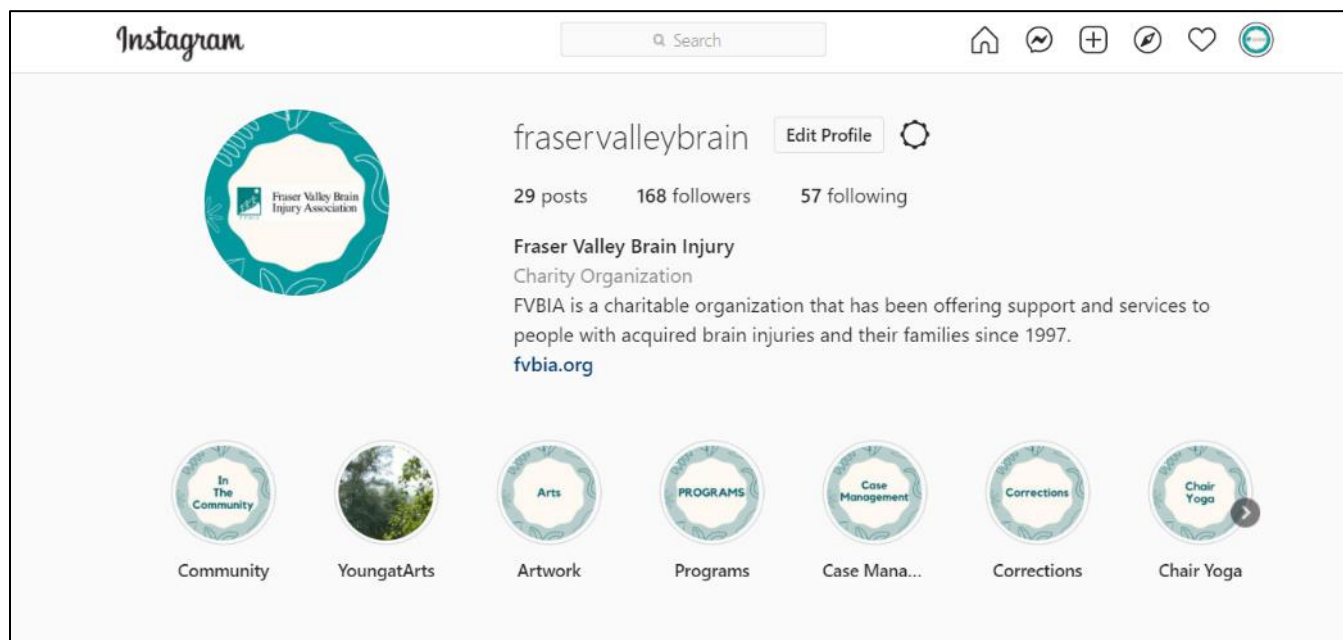 Instagram
Search
fraservalleybrain Edit Profile
Fraser Valley Brain
Injury Association
FVBIA
29 posts 168 followers 57 following
Fraser Valley Brain Injury
Charity Organization
FVBIA is a charitable organization that has been offering support and services to
people with acquired brain injuries and their families since 1997.
fvbia.org
In
The
Community
Arts
PROGRAMS
Case
Management
Corrections
Chair
Yoga
Community YoungatArts Artwork Programs Case Mana... Corrections Chair Yoga